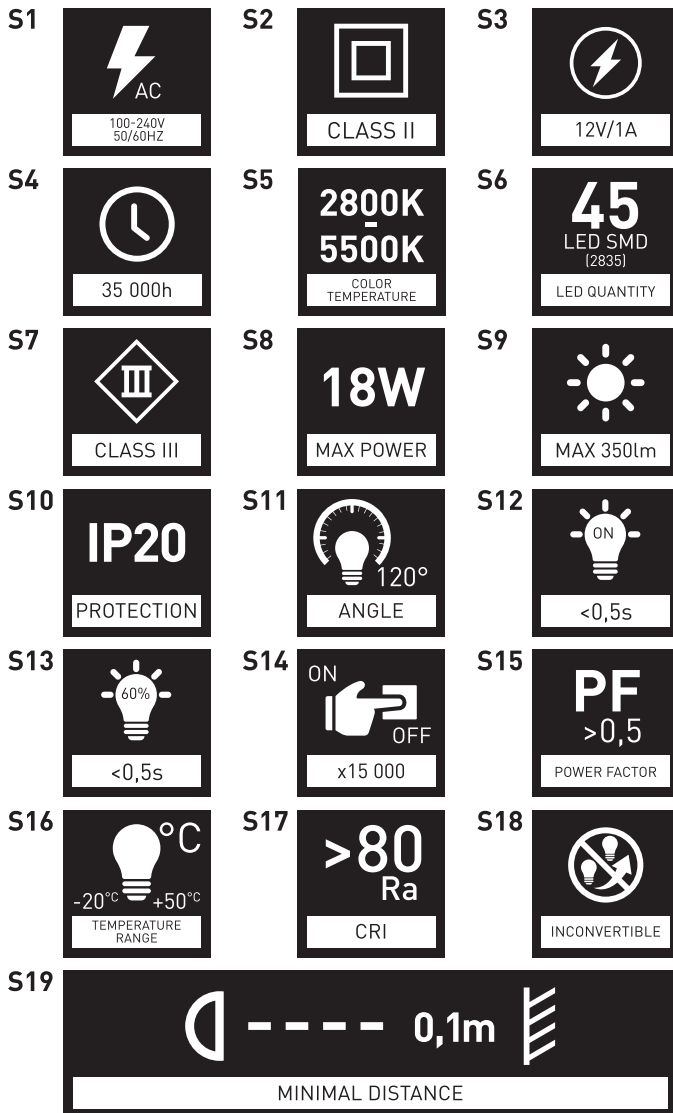 S1
AC
100-240V
50/60HZ
S2
CLASS II
S3
12V/1A
S4
35 000h
S5
2800K
-
5500K
COLOR
TEMPERATURE
S6
45
LED SMD
(2835)
LED QUANTITY
S7
III
CLASS III
S8
18W
MAX POWER
S9
MAX 350lm
S10
IP20
PROTECTION
S11
120°
ANGLE
S12
ON
<0,5s
S13
60%
<0,5s
S14
ON
OFF
x15 000
S15
PF
>0,5
POWER FACTOR
S16
°C
-20°C +50°C
TEMPERATURE
RANGE
S17
>80
Ra
CRI
S18
INCONVERTIBLE
S19
0,1m
MINIMAL DISTANCE